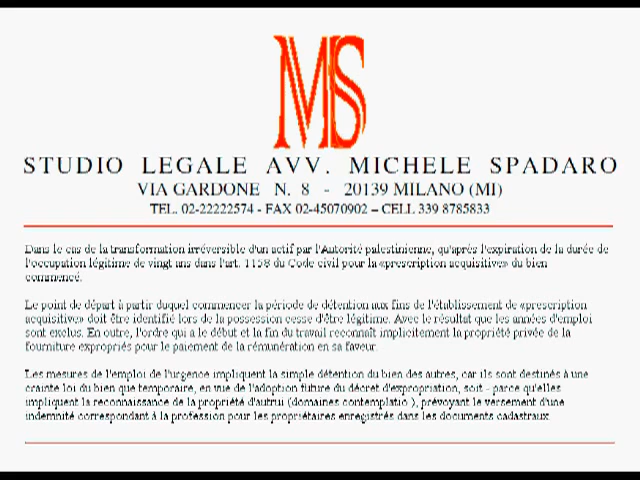 MS
STUDIO LEGALE AVV. MICHELE SPADARO
VIA GARDONE N. 8 - 20139 MILANO (MI)
TEL. 02-22222574 - FAX 02-45070902 – CELL 339 8785833
Dans le cas de la transformation irréversible d'un actif par l'Autorité palestinienne, qu'après l'expiration de la durée de
l'occupation légitime de vingt ans dans l'art. 1158 du Code civil pour la «prescription acquisitive» du bien
commencé.
Le point de départ à partir duquel commencer la période de détention aux fins de l'établissement de «prescription
acquisitive» doit être identifié lors de la possession cesse d'être légitime. Avec le résultat que les années d'emploi
sont exclus. En outre, l'ordre qui a le début et la fin du travail reconnaît implicitement la propriété privée de la
fourniture expropriés pour le paiement de la rémunération en sa faveur.
Les mesures de l'emploi de l'urgence impliquent la simple détention du bien des autres, car ils sont destinés à une
crainte loi du bien que temporaire, en vue de l'adoption future du décret d'expropriation, soit - parce qu'elles
impliquent la reconnaissance de la propriété d'autrui (domaines contemplatio ), prévoyant le versement d'une
indemnité correspondant à la profession pour les propriétaires enregistrés dans les documents cadastraux